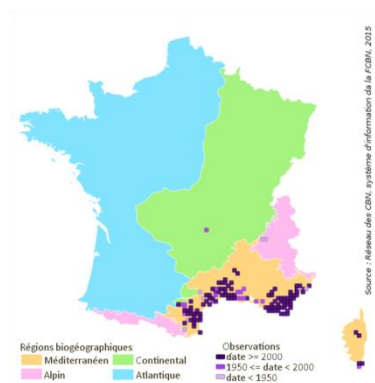 Source : Réseau des CBN, système d'information da la FCBN, 2015
Régions biogéographiques
Méditerranéen
Continental
Alpin
Atlantique
Observations
date >= 2000
1950 <= date < 2000
date < 1950